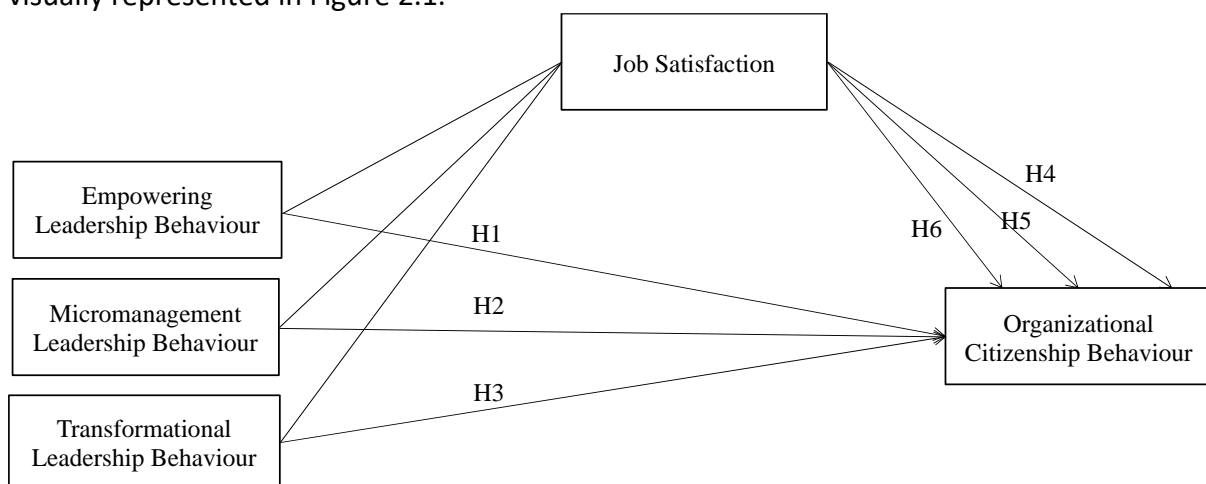 visually represented in Figure 2.1.
Job Satisfaction
Empowering
Leadership Behaviour
H4
H1
H6
H5
Micromanagement
Leadership Behaviour
H2
Organizational
Citizenship Behaviour
H3
Transformational
Leadership Behaviour